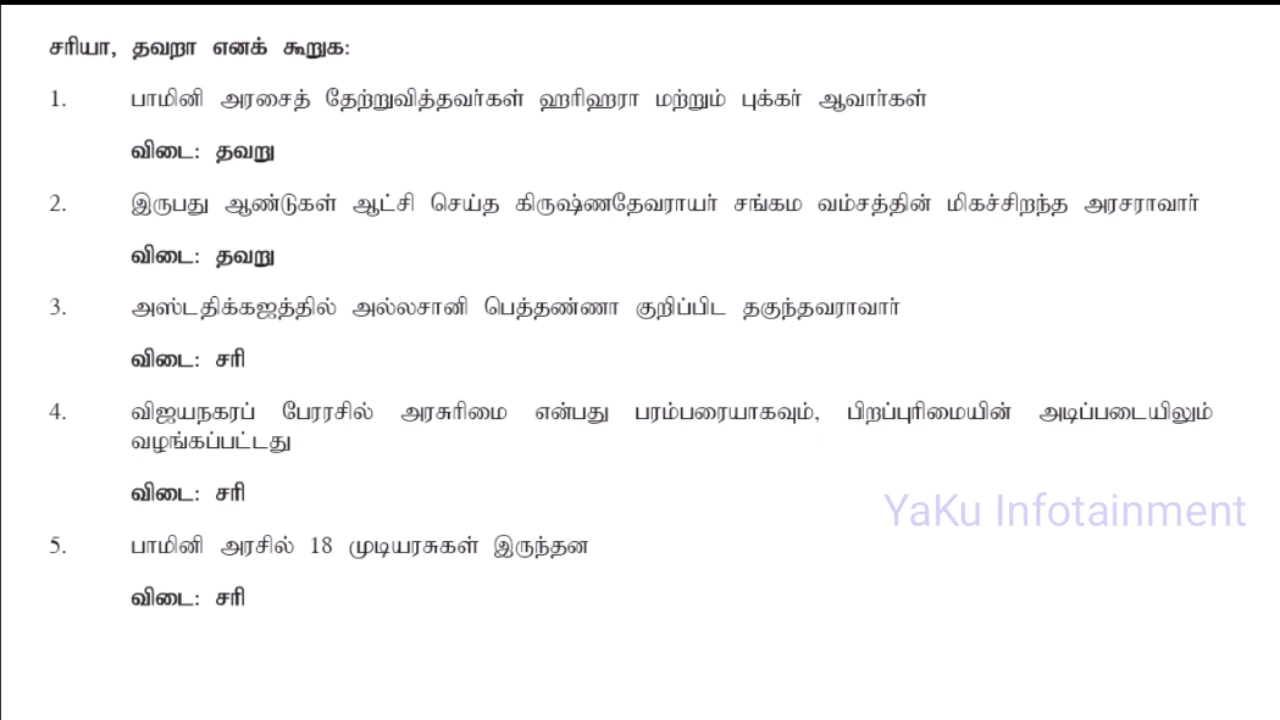 சரியா, தவறா எனக் கூறுக:
1. பாமினி அரசைத் தேற்றுவித்தவர்கள் ஹரிஹரா மற்றும் புக்கர் ஆவார்கள்
விடை: தவறு
2. இருபது ஆண்டுகள் ஆட்சி செய்த கிருஷ்ணதேவராயர் சங்கம வம்சத்தின் மிகச்சிறந்த அரசராவார்
விடை: தவறு
3. அஸ்டதிக்கஜத்தில் அல்லசானி பெத்தண்ணா குறிப்பிட தகுந்தவராவார்
விடை: சரி
4. விஜயநகரப் பேரரசில் அரசுரிமை என்பது பரம்பரையாகவும், பிறப்புரிமையின் அடிப்படையிலும்
வழங்கப்பட்டது
விடை: சரி
YaKu Infotainment
5. பாமினி அரசில் 18 முடியரசுகள் இருந்தன
விடை: சரி